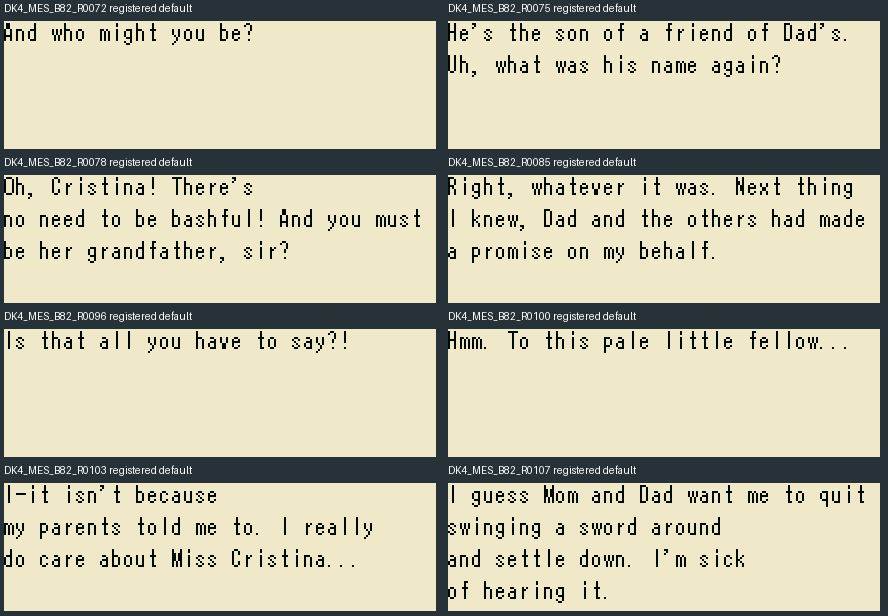 DK4_MES_B82_R0072 registered default
And who might you be?
DK4_MES_B82_R0075 registered default
He's the son of a friend of Dad's.
Uh, what was his name again?
DK4_MES_B82_R0078 registered default
Oh, Cristina! There's
no need to be bashful! And you must
be her grandfather, sir?
DK4_MES_B82_R0085 registered default
Right, whatever it was. Next thing
I knew, Dad and the others had made
a promise on my behalf.
DK4_MES_B82_R0096 registered default
Is that all you have to say?!
DK4_MES_B82_R0100 registered default
Hmm. To this pale little fellow...
DK4_MES_B82_R0103 registered default
I-it isn't because
my parents told me to. I really
do care about Miss Cristina...
DK4_MES_B82_R0107 registered default
I guess Mom and Dad want me to quit
swinging a sword around
and settle down. I'm sick
of hearing it.